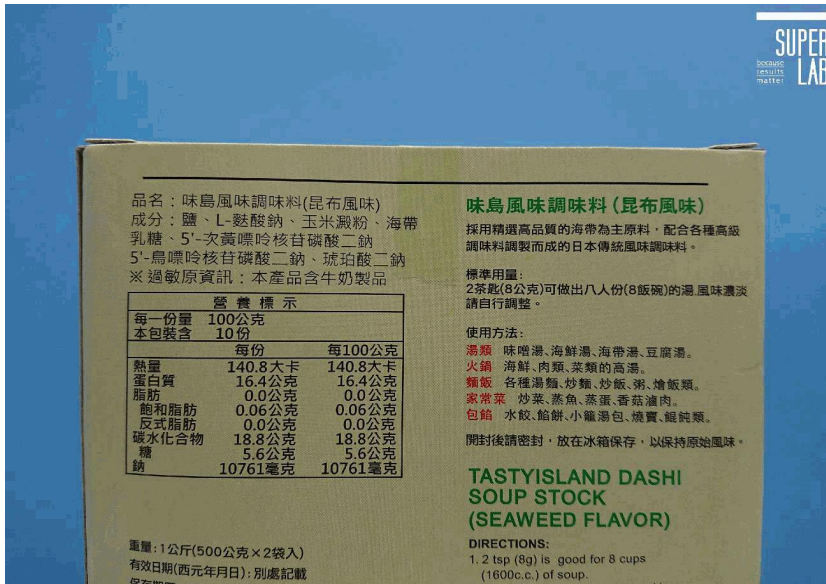 SUPER
LAB
because
results
matter
品名：味島風味調味料(昆布風味)
成分：鹽、L-麩酸鈉、玉米澱粉、海帶
乳糖、5'-次黃嘌呤核苷磷酸二鈉
5'-鳥嘌呤核苷磷酸二鈉、琥珀酸二鈉
※過敏原資訊：本產品含牛奶製品
營養標示
每一份量 100公克
本包裝含 10份
每份 每100公克
熱量 140.8大卡 140.8大卡
蛋白質 16.4公克 16.4公克
脂肪 0.0公克 0.0公克
飽和脂肪 0.06公克 0.06公克
反式脂肪 0.0公克 0.0公克
碳水化合物 18.8公克 18.8公克
糖 5.6公克 5.6公克
鈉 10761毫克 10761毫克
重量:1公斤(500公克×2袋入)
有效日期(西元年月日):別處記載
味島風味調味料(昆布風味)
採用精選高品質的海帶為主原料，配合各種高級
調味料調製而成的日本傳統風味調味料。
標準用量:
2茶匙(8公克)可做出八人份(8飯碗)的湯.風味濃淡
請自行調整。
使用方法:
湯類 味噌湯、海鮮湯、海帶湯、豆腐湯。
火鍋 海鮮、肉類、菜類的高湯。
麵飯 各種湯麵、炒麵、炒飯、粥、燴飯類。
家常菜 炒菜、蒸魚、蒸蛋、香菇滷肉。
包餡 水餃、餡餅、小籠湯包、燒賣、餛飩類。
開封後請密封，放在冰箱保存，以保持原始風味。
TASTYISLAND DASHI
SOUP STOCK
(SEAWEED FLAVOR)
DIRECTIONS:
1. 2 tsp (8g) is good for 8 cups
(1600c.c.) of soup.